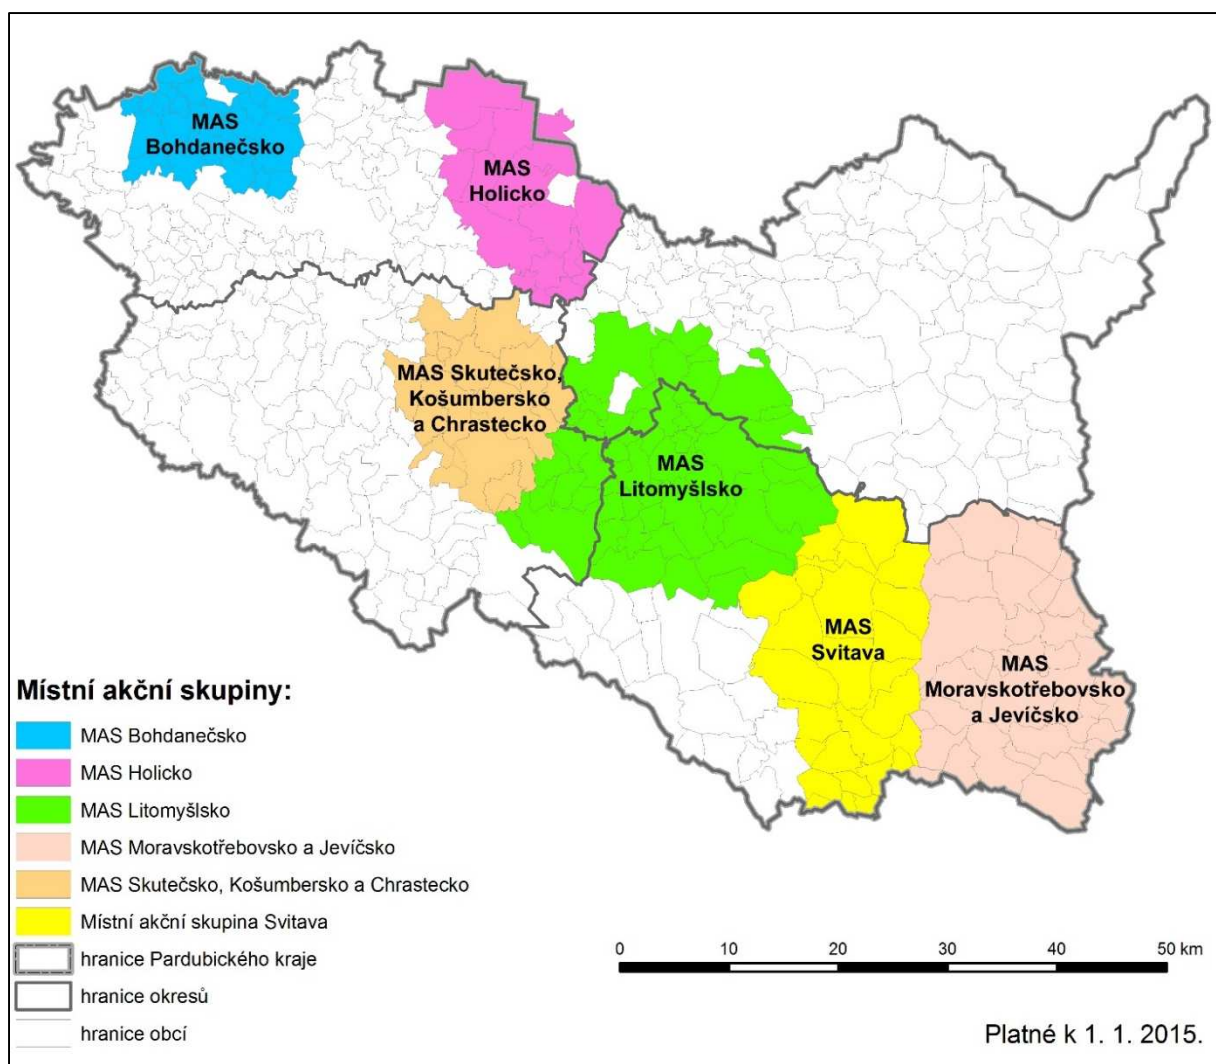 MAS
Bohdanečsko
MAS
Holicko
MAS Skutečsko,
Košumbersko
a Chrastecko
MAS
Litomyšlsko
MAS
Svitava
MAS
Moravskotřebovsko
a Jevíčsko
Místní akční skupiny:
MAS Bohdanečsko
MAS Holicko
MAS Litomyšlsko
MAS Moravskotřebovsko a Jevíčsko
MAS Skutečsko, Košumbersko a Chrastecko
Místní akční skupina Svitava
hranice Pardubického kraje
hranice okresů
hranice obcí
0 10 20 30 40 50 km
Platné k 1. 1. 2015.